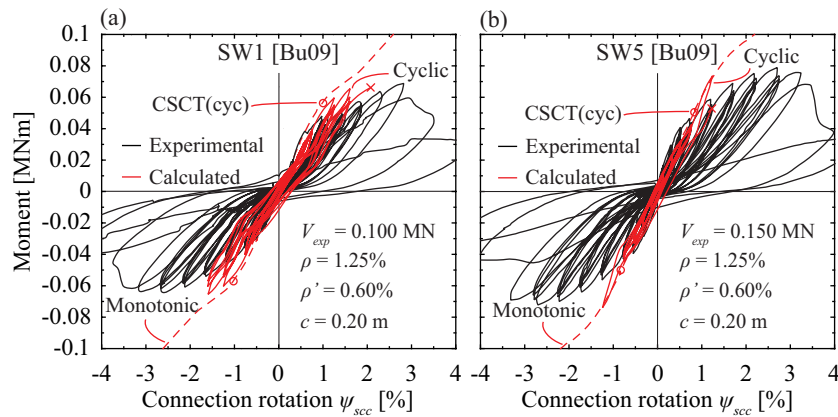 (a)
SW1 [Bu09]
Cyclic
CSCT(cyc)
Experimental
Calculated
V_exp = 0.100 MN
ρ = 1.25%
ρ' = 0.60%
c = 0.20 m
Monotonic
Moment [MNm]
0.1
0.08
0.06
0.04
0.02
0
-0.02
-0.04
-0.06
-0.08
-0.1
-4 -3 -2 -1 0 1 2 3 4
Connection rotation ψ_scc [%]
(b)
SW5 [Bu09]
Cyclic
CSCT(cyc)
Experimental
Calculated
V_exp = 0.150 MN
ρ = 1.25%
ρ' = 0.60%
c = 0.20 m
Monotonic
-4 -3 -2 -1 0 1 2 3 4
Connection rotation ψ_scc [%]